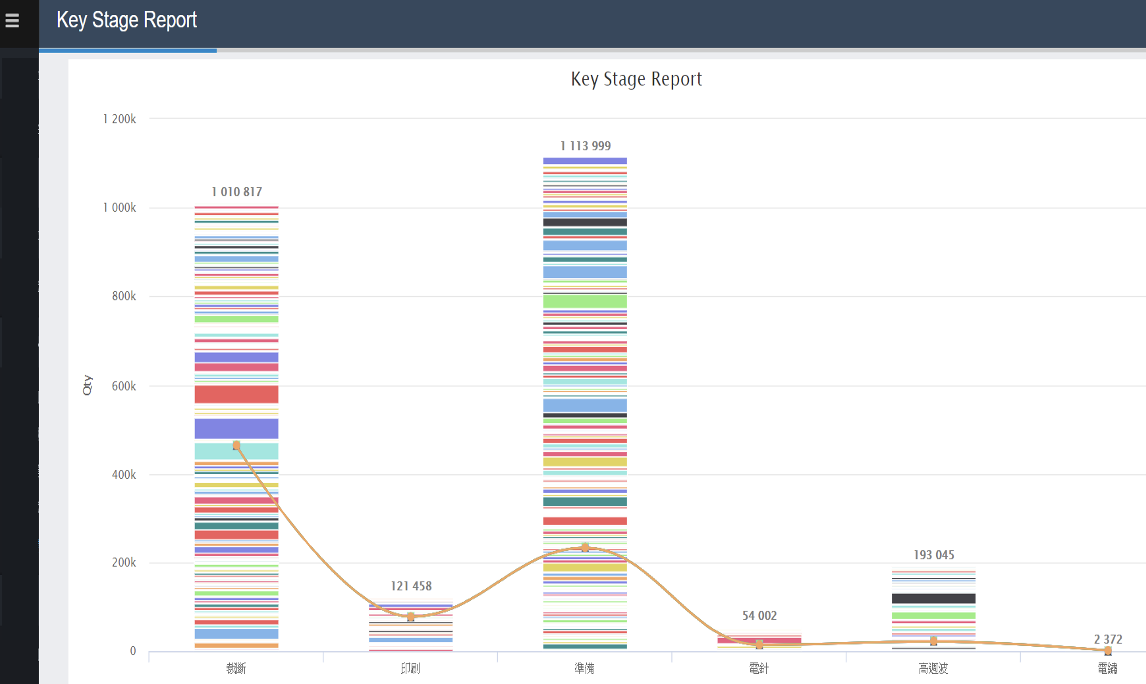 Key Stage Report
Key Stage Report
1 200k
1 000k
800k
600k
400k
200k
0
Qty
1 010 817
121 458
1 113 999
54 002
193 045
2 372
裁斷
印刷
準備
電針
高週波
電繡